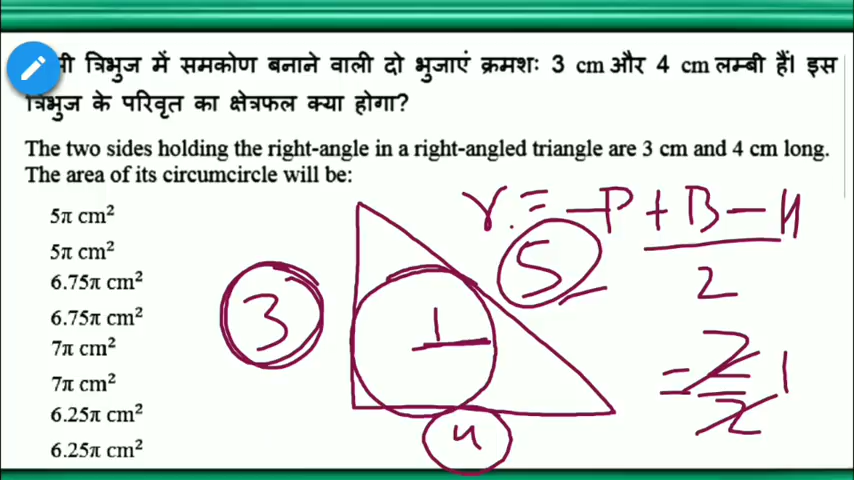 त्रिभुज में समकोण बनाने वाली दो भुजाएं क्रमशः 3 cm और 4 cm लम्बी हैं। इस
त्रिभुज के परिवृत का क्षेत्रफल क्या होगा?
The two sides holding the right-angle in a right-angled triangle are 3 cm and 4 cm long.
The area of its circumcircle will be:
5π cm²
5π cm²
6.75π cm²
6.75π cm²
7π cm²
7π cm²
6.25π cm²
6.25π cm²
r = P + B - H
2
5
3
1
4
= 2 1
2